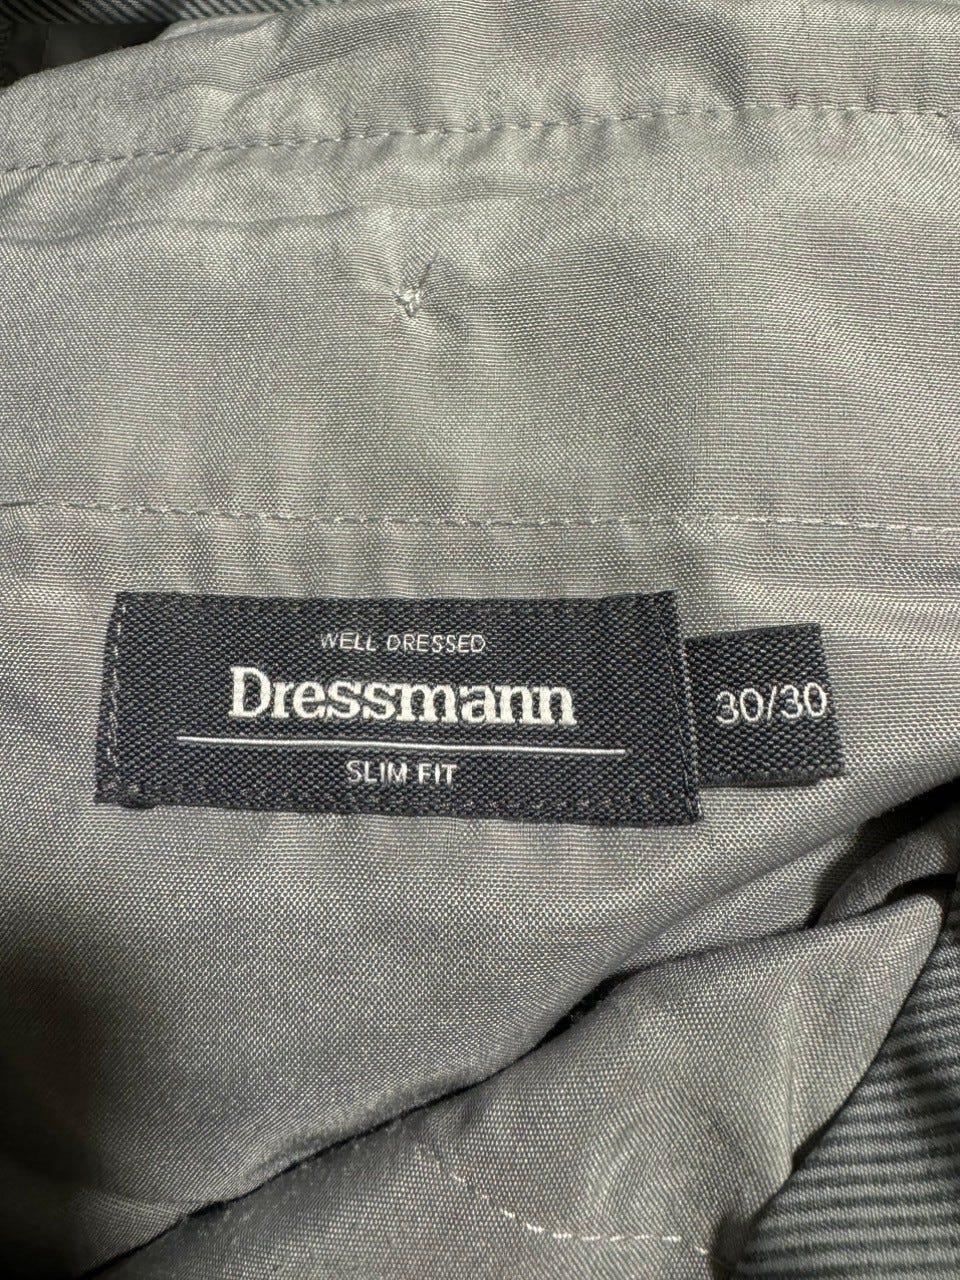 WELL DRESSED
Dressmann
SLIM FIT
30/30